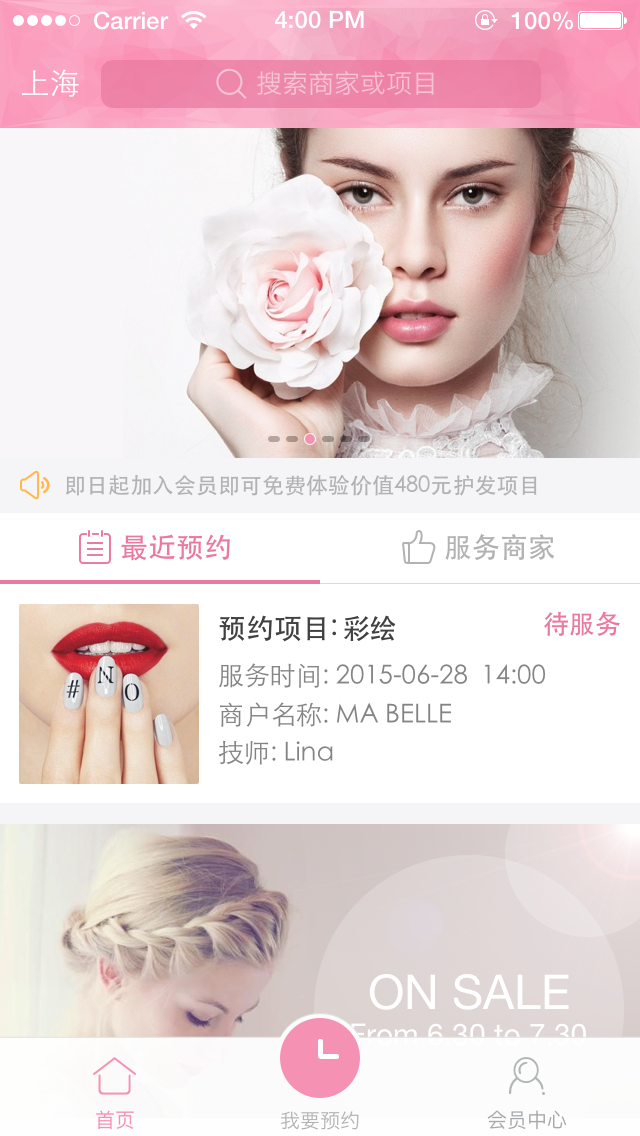 Carrier 4:00 PM 100%
上海 搜索商家或项目
即日起加入会员即可免费体验价值480元护发项目
最近预约 服务商家
预约项目: 彩绘 待服务
服务时间: 2015-06-28 14:00
商户名称: MA BELLE
技师: Lina
# N O
ON SALE
From 6.30 to 7.30
首页 我要预约 会员中心